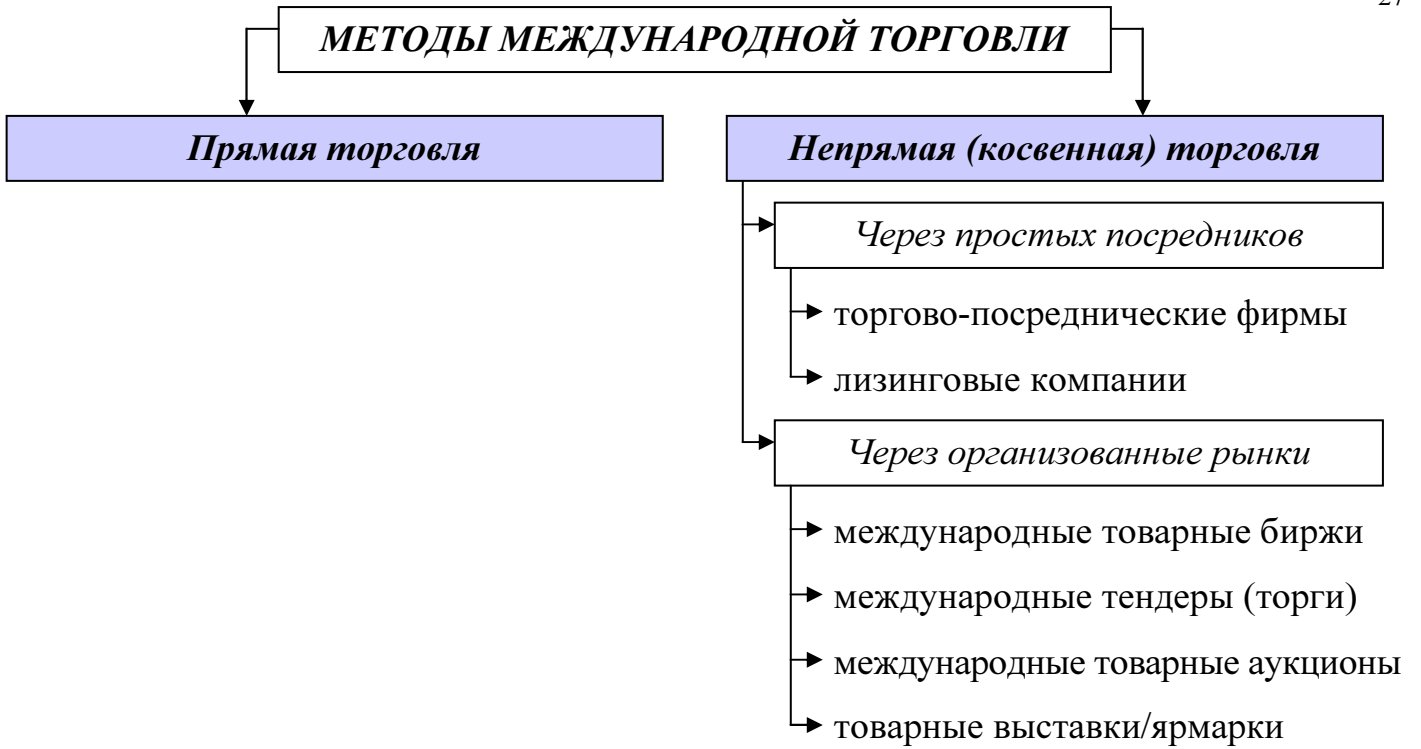 МЕТОДЫ МЕЖДУНАРОДНОЙ ТОРГОВЛИ
Прямая торговля
Непрямая (косвенная) торговля
Через простых посредников
торгово-посреднические фирмы
лизинговые компании
Через организованные рынки
международные товарные биржи
международные тендеры (торги)
международные товарные аукционы
товарные выставки/ярмарки